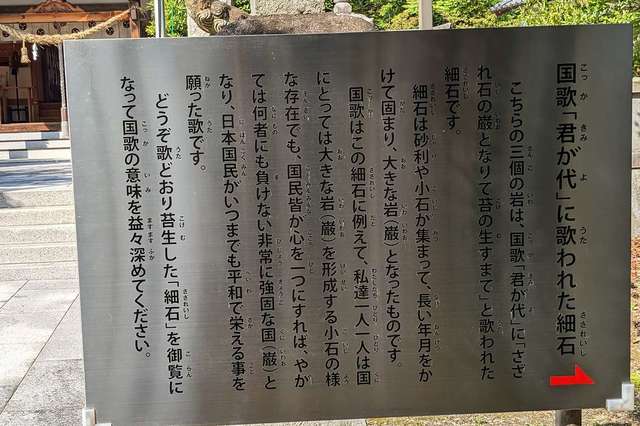 国歌「君が代」に歌われた細石
こちらの三個の岩は、国歌「君が代」に「さざ
れ石の巌となりて苔の生すまで」と歌われた
細石です。
細石は砂利や小石が集まって、長い年月をか
けて固まり、大きな岩（巌）となったものです。
国歌はこの細石に例えて、私達一人一人は国
にとっては大きな岩（巌）を形成する小石の様
な存在でも、国民皆が心を一つにすれば、やが
ては何者にも負けない非常に強固な国（巌）と
なり、日本国民がいつまでも平和で栄える事を
願った歌です。
どうぞ歌どおり苔生した「細石」を御覧に
なって国歌の意味を益々深めてください。